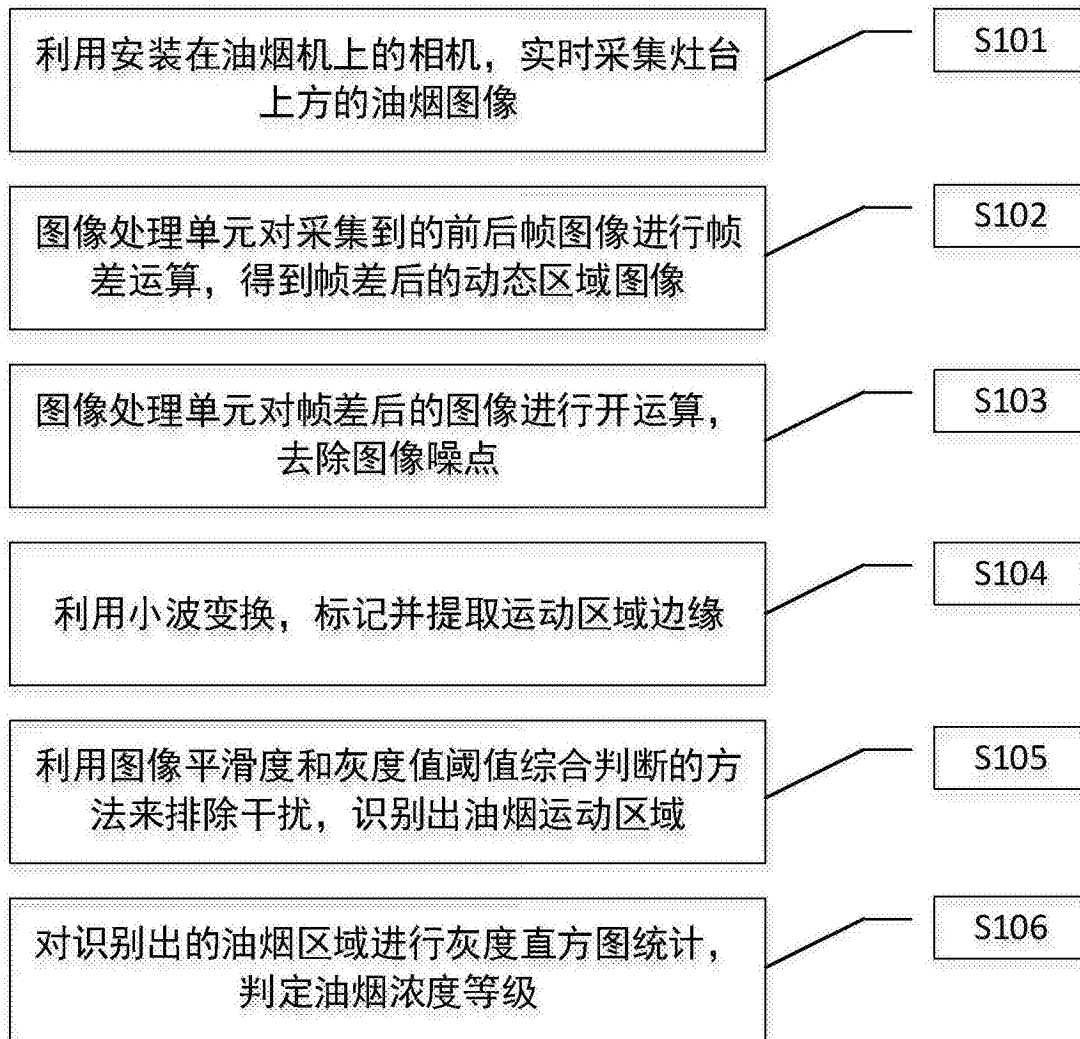 利用安装在油烟机上的相机，实时采集灶台
上方的油烟图像
S101
图像处理单元对采集到的前后帧图像进行帧
差运算，得到帧差后的动态区域图像
S102
图像处理单元对帧差后的图像进行开运算，
去除图像噪点
S103
利用小波变换，标记并提取运动区域边缘
S104
利用图像平滑度和灰度值阈值综合判断的方
法来排除干扰，识别出油烟运动区域
S105
对识别出的油烟区域进行灰度直方图统计，
判定油烟浓度等级
S106